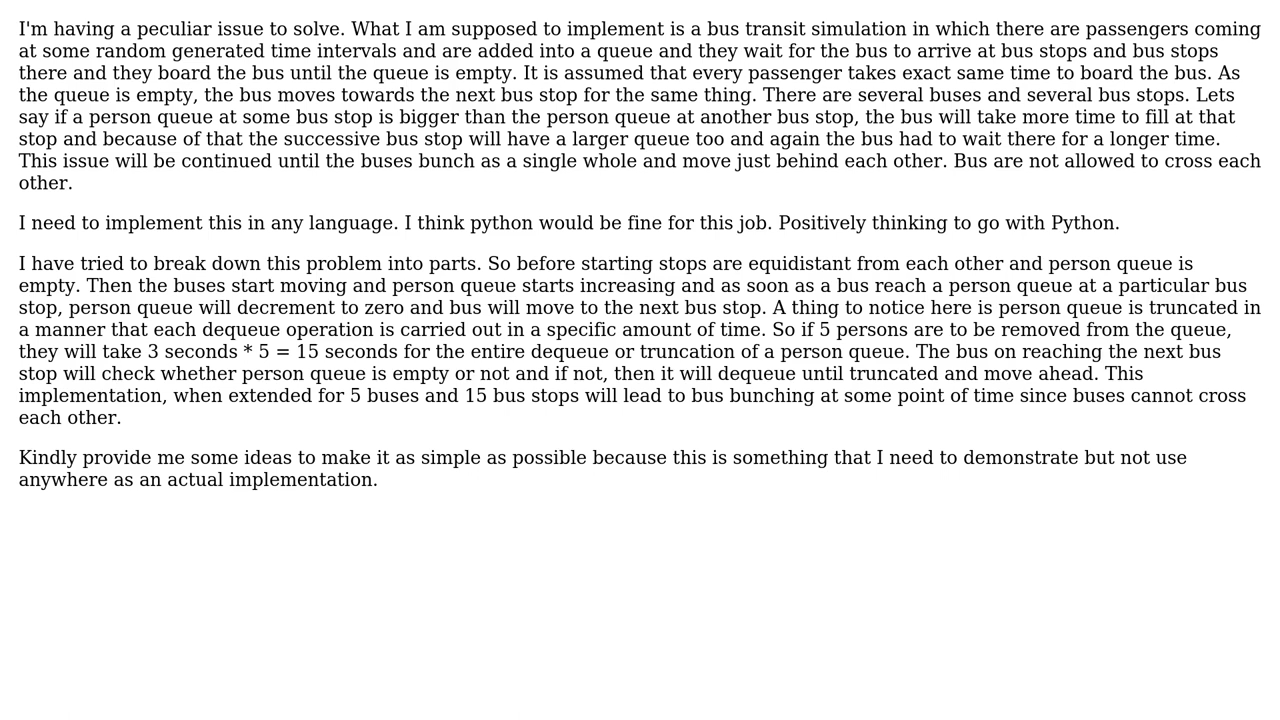 I'm having a peculiar issue to solve. What I am supposed to implement is a bus transit simulation in which there are passengers coming
at some random generated time intervals and are added into a queue and they wait for the bus to arrive at bus stops and bus stops
there and they board the bus until the queue is empty. It is assumed that every passenger takes exact same time to board the bus. As
the queue is empty, the bus moves towards the next bus stop for the same thing. There are several buses and several bus stops. Lets
say if a person queue at some bus stop is bigger than the person queue at another bus stop, the bus will take more time to fill at that
stop and because of that the successive bus stop will have a larger queue too and again the bus had to wait there for a longer time.
This issue will be continued until the buses bunch as a single whole and move just behind each other. Bus are not allowed to cross each
other.
I need to implement this in any language. I think python would be fine for this job. Positively thinking to go with Python.
I have tried to break down this problem into parts. So before starting stops are equidistant from each other and person queue is
empty. Then the buses start moving and person queue starts increasing and as soon as a bus reach a person queue at a particular bus
stop, person queue will decrement to zero and bus will move to the next bus stop. A thing to notice here is person queue is truncated in
a manner that each dequeue operation is carried out in a specific amount of time. So if 5 persons are to be removed from the queue,
they will take 3 seconds * 5 = 15 seconds for the entire dequeue or truncation of a person queue. The bus on reaching the next bus
stop will check whether person queue is empty or not and if not, then it will dequeue until truncated and move ahead. This
implementation, when extended for 5 buses and 15 bus stops will lead to bus bunching at some point of time since buses cannot cross
each other.
Kindly provide me some ideas to make it as simple as possible because this is something that I need to demonstrate but not use
anywhere as an actual implementation.